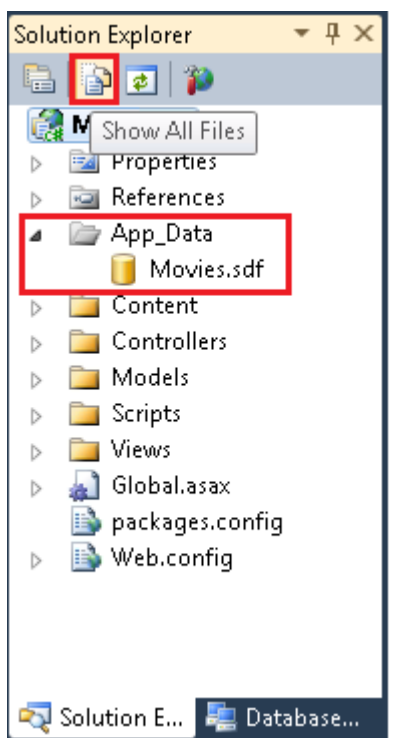 Solution Explorer
M
Show All Files
Properties
References
App_Data
Movies.sdf
Content
Controllers
Models
Scripts
Views
Global.asax
packages.config
Web.config
Solution E... Database...